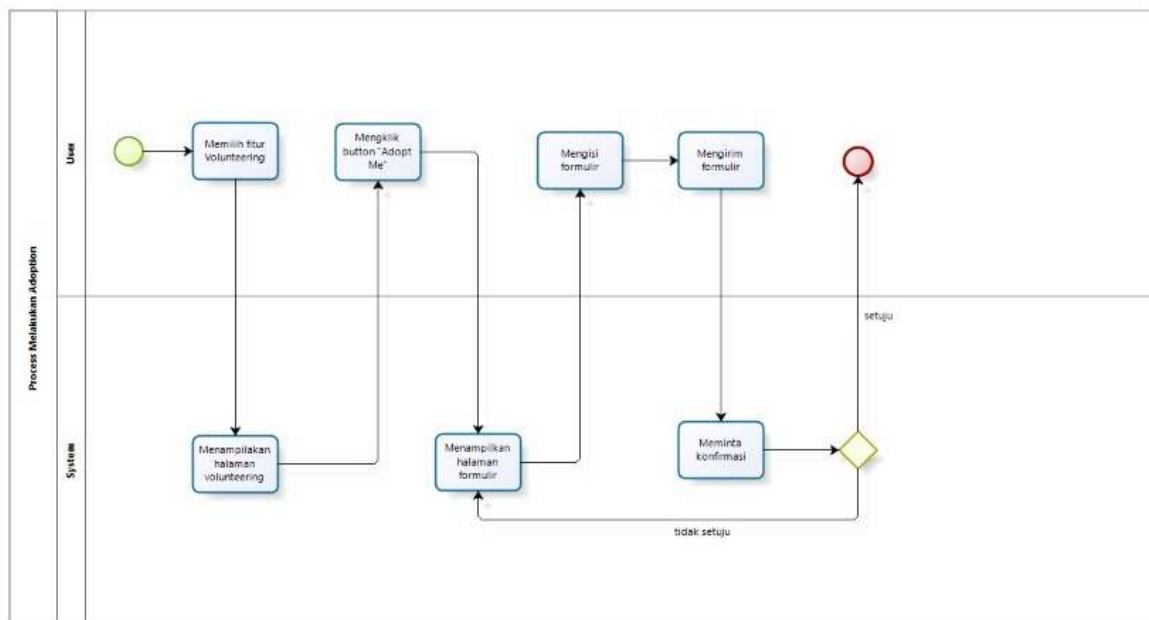 Process Melakukan Adoption
User
Memilih fitur
Volunteering
Mengklik
button "Adopt
Me"
Mengisi
formulir
Mengirim
formulir
System
Menampilakan
halaman
volunteering
Menampilkan
halaman
formulir
Meminta
konfirmasi
setuju
tidak setuju